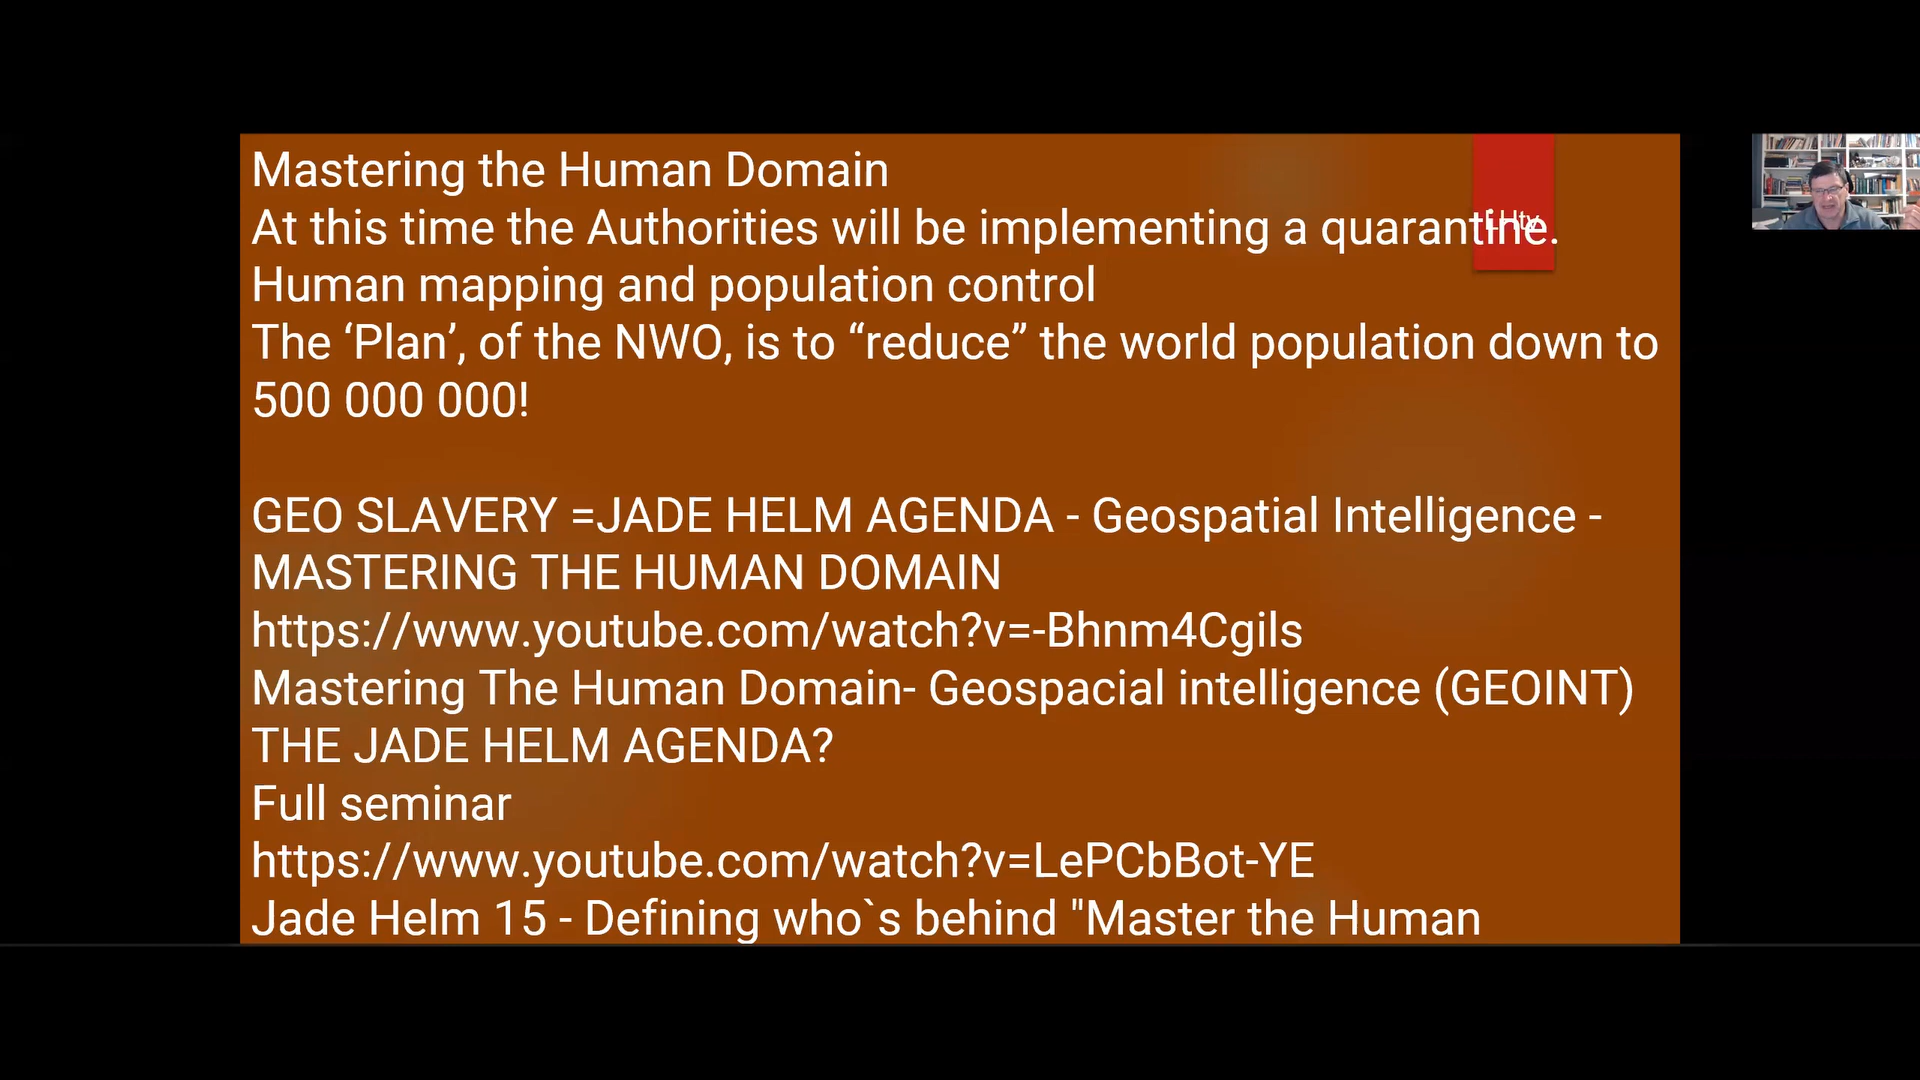 Mastering the Human Domain
At this time the Authorities will be implementing a quarantine.
Human mapping and population control
The ‘Plan’, of the NWO, is to “reduce” the world population down to
500 000 000!
GEO SLAVERY =JADE HELM AGENDA - Geospatial Intelligence -
MASTERING THE HUMAN DOMAIN
https://www.youtube.com/watch?v=-Bhnm4Cgils
Mastering The Human Domain- Geospacial intelligence (GEOINT)
THE JADE HELM AGENDA?
Full seminar
https://www.youtube.com/watch?v=LePCbBot-YE
Jade Helm 15 - Defining who`s behind "Master the Human